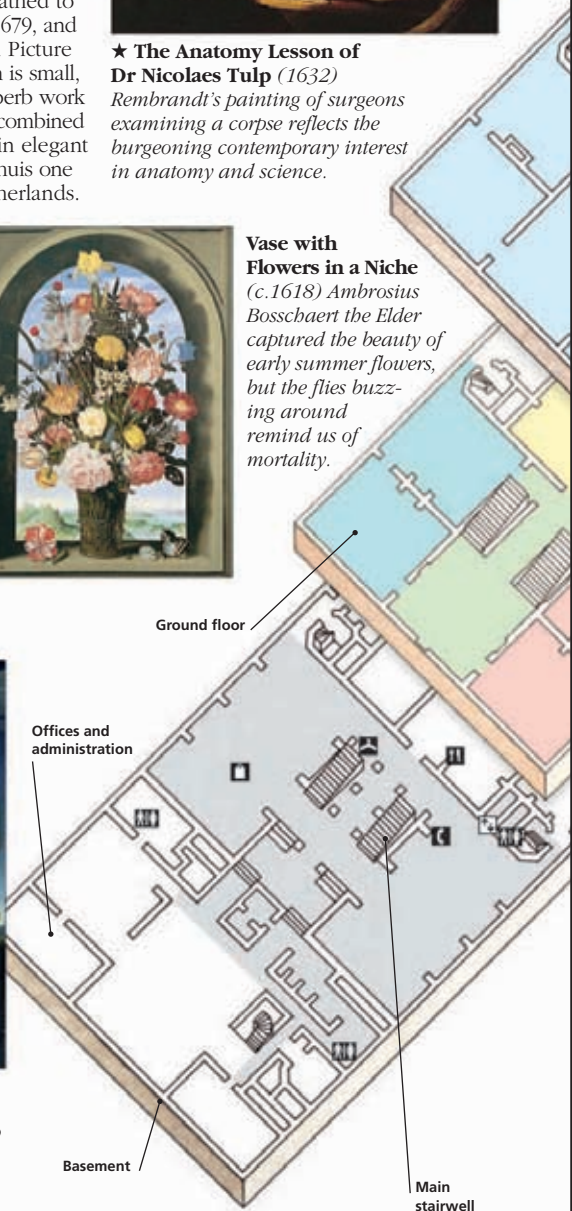 679, and
Picture
is small,
perb work
combined
in elegant
huis one
herlands.
★ The Anatomy Lesson of
Dr Nicolaes Tulp (1632)
Rembrandt's painting of surgeons
examining a corpse reflects the
burgeoning contemporary interest
in anatomy and science.
Vase with
Flowers in a Niche
(c.1618) Ambrosius
Bosschaert the Elder
captured the beauty of
early summer flowers,
but the flies buzz-
ing around
remind us of
mortality.
Ground floor
Offices and
administration
Basement
Main
stairwell